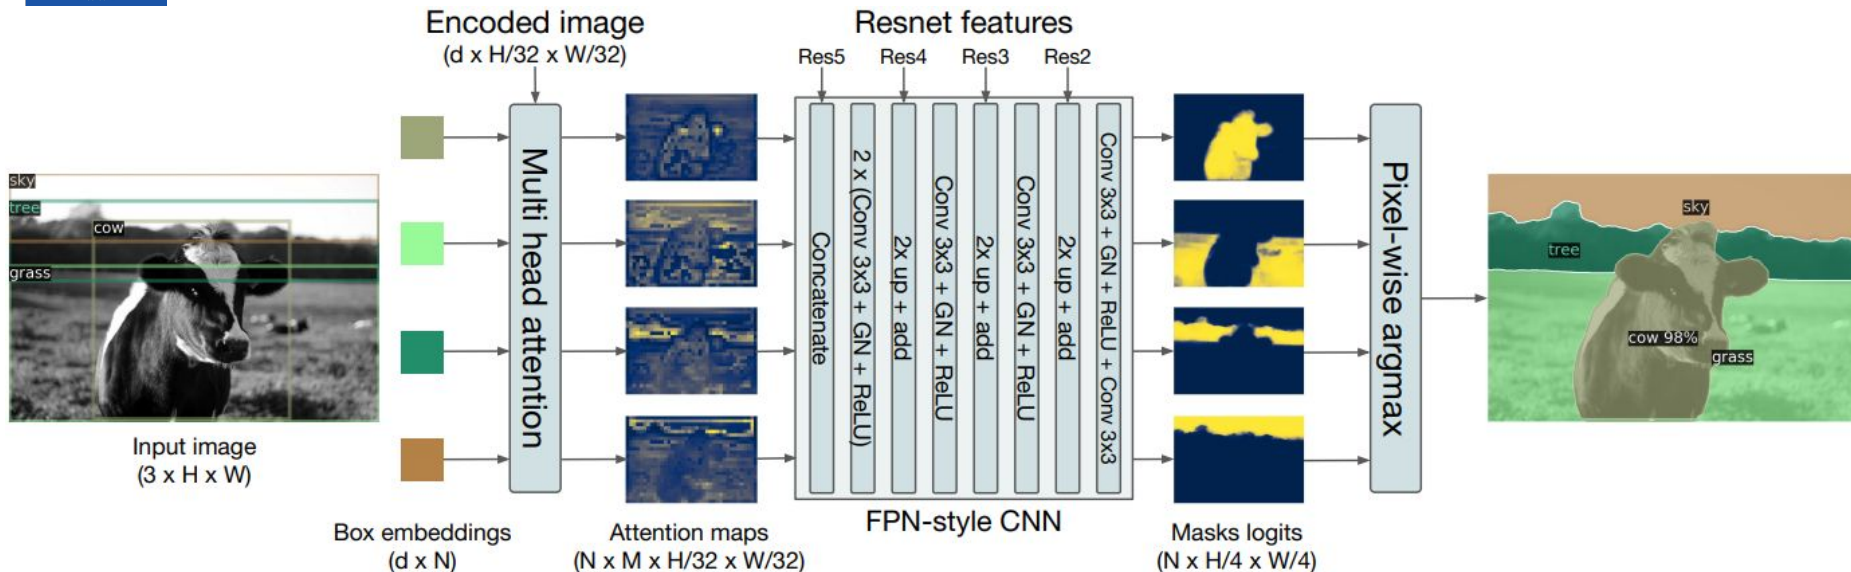 Encoded image
(d x H/32 x W/32)
Resnet features
Res5
Res4
Res3
Res2
sky
tree
cow
grass
Input image
(3 x H x W)
Box embeddings
(d x N)
Multi head attention
Attention maps
(N x M x H/32 x W/32)
Concatenate
2 x (Conv 3x3 + GN + ReLU)
2x up + add
Conv 3x3 + GN + ReLU
2x up + add
Conv 3x3 + GN + ReLU
2x up + add
Conv 3x3 + GN + ReLU + Conv 3x3
FPN-style CNN
Masks logits
(N x H/4 x W/4)
Pixel-wise argmax
sky
tree
cow 98%
grass